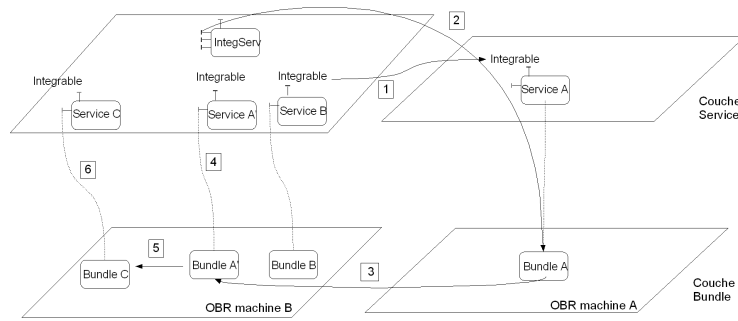 2
IntegServ
Integrable
Integrable
Integrable
Integrable
1
Service A
Service B
Service C
Service A'
Couche
Service
6
4
5
3
Bundle C
Bundle A'
Bundle B
Bundle A
Couche
Bundle
OBR machine B
OBR machine A